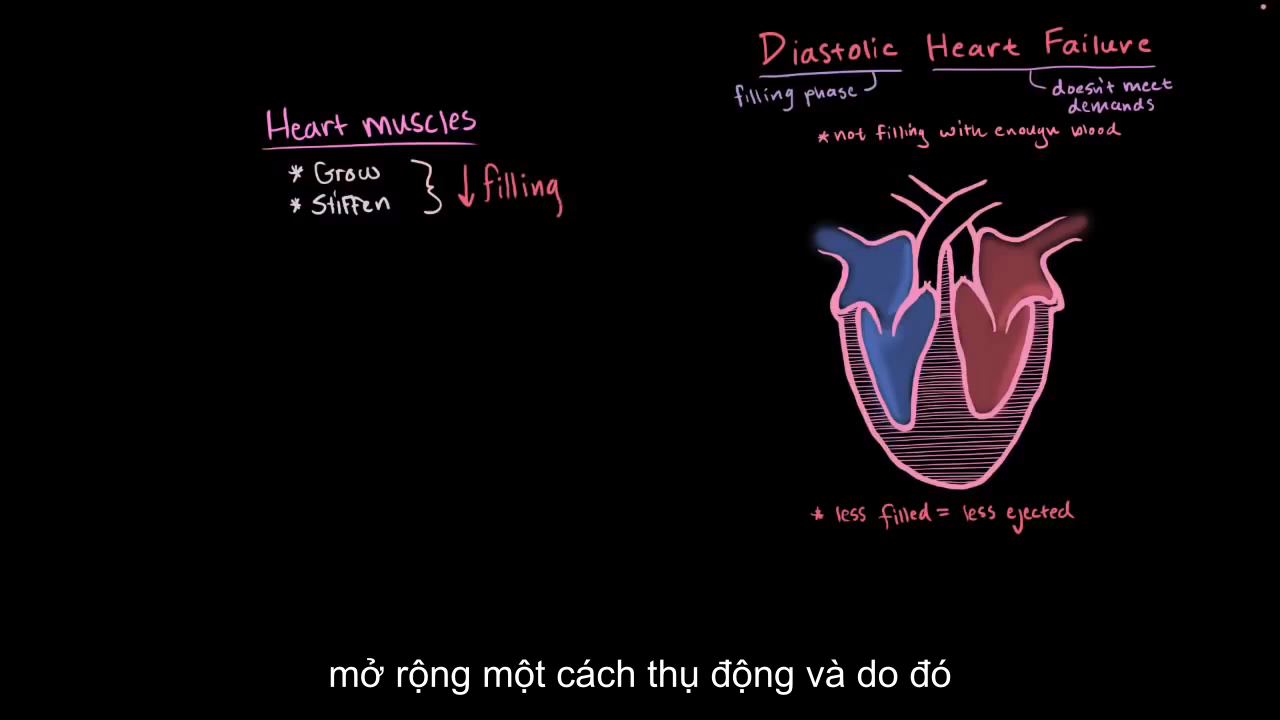 Diastolic Heart Failure
filling phase
doesn't meet
demands
*not filling with enough blood
Heart muscles
* Grow
* Stiffen
↓ filling
* less filled = less ejected
mở rộng một cách thụ động và do đó